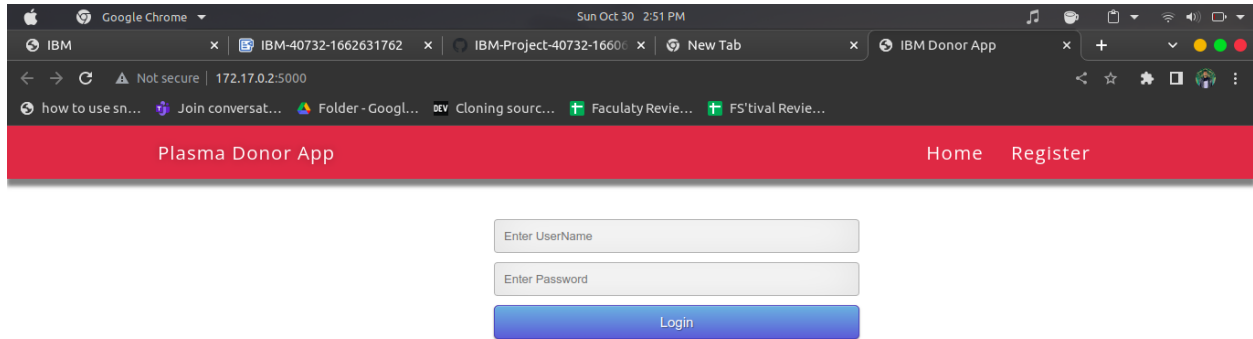 Google Chrome
Sun Oct 30 2:51 PM
IBM
IBM-40732-1662631762
IBM-Project-40732-16606
New Tab
IBM Donor App
Not secure | 172.17.0.2:5000
how to use sn...
Join conversat...
Folder - Googl...
DEV Cloning sourc...
Faculaty Revie...
FS'tival Revie...
Plasma Donor App
Home
Register
Enter UserName
Enter Password
Login